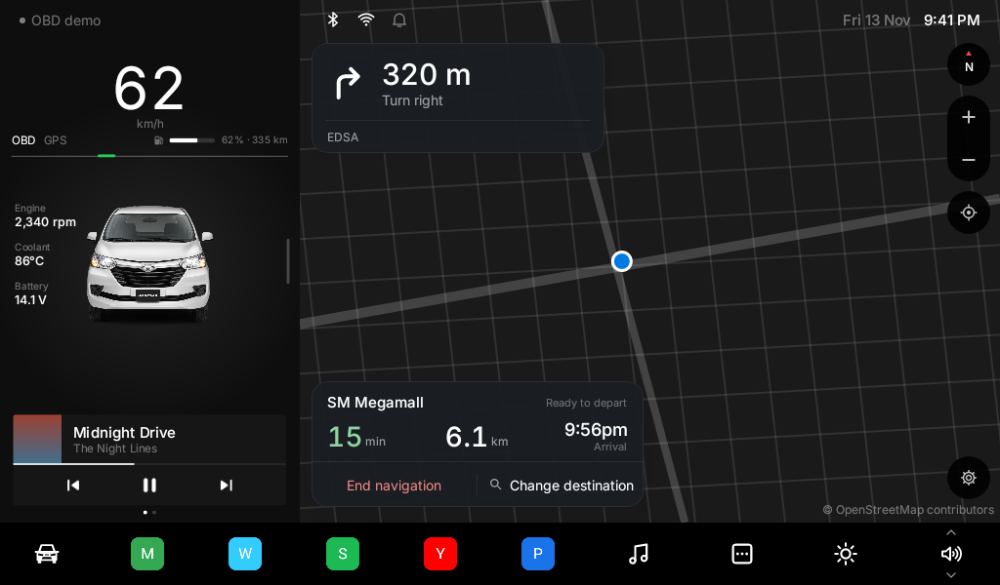 OBD demo
62
km/h
OBD GPS 62% · 335 km
Engine
2,340 rpm
Coolant
86°C
Battery
14.1 V
Midnight Drive
The Night Lines
Fri 13 Nov 9:41 PM
320 m
Turn right
EDSA
N
+
−
SM Megamall Ready to depart
15 min 6.1 km 9:56pm
Arrival
End navigation Change destination
© OpenStreetMap contributors
M W S Y P